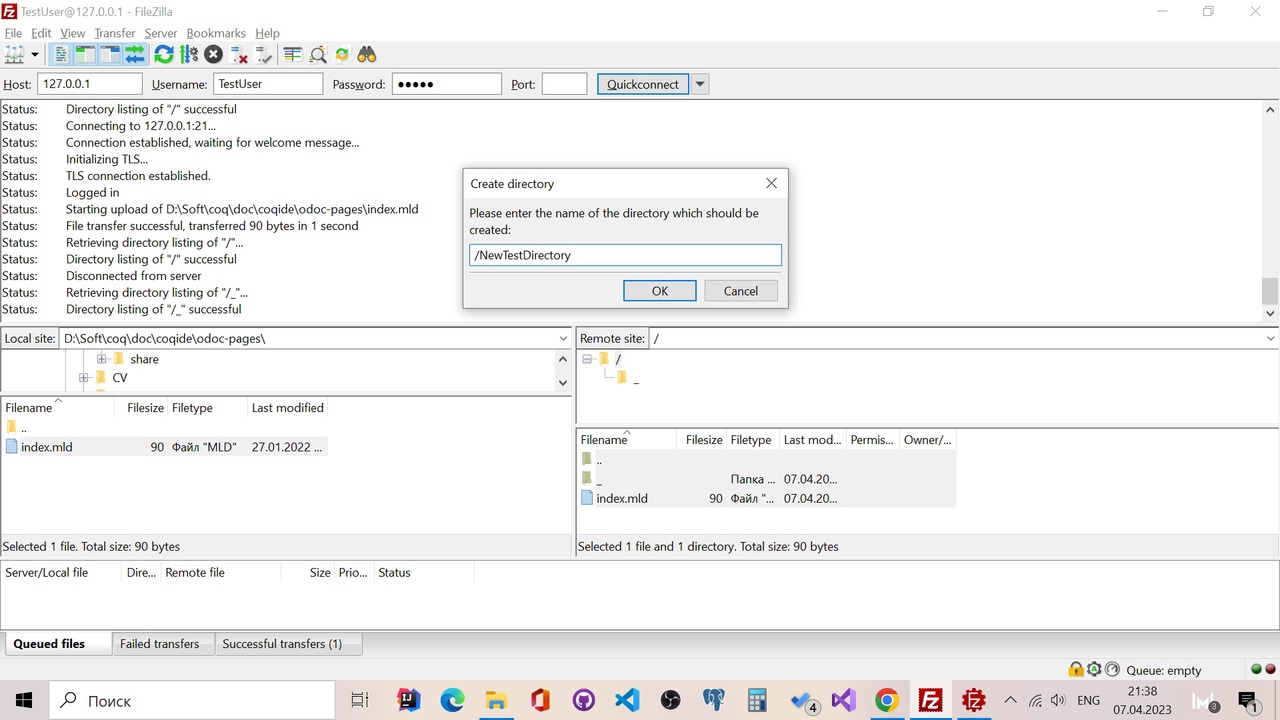 TestUser@127.0.0.1 - FileZilla
File Edit View Transfer Server Bookmarks Help
Host: 127.0.0.1 Username: TestUser Password: ●●●●● Port: Quickconnect
Status: Directory listing of "/" successful
Status: Connecting to 127.0.0.1:21...
Status: Connection established, waiting for welcome message...
Status: Initializing TLS...
Status: TLS connection established.
Status: Logged in
Status: Starting upload of D:\Soft\coq\doc\coqide\odoc-pages\index.mld
Status: File transfer successful, transferred 90 bytes in 1 second
Status: Retrieving directory listing of "/"...
Status: Directory listing of "/" successful
Status: Disconnected from server
Status: Retrieving directory listing of "/_"...
Status: Directory listing of "/_" successful
Create directory
Please enter the name of the directory which should be
created:
/NewTestDirectory
OK Cancel
Local site: D:\Soft\coq\doc\coqide\odoc-pages\
share
CV
Filename Filesize Filetype Last modified
..
index.mld 90 Файл "MLD" 27.01.2022 ...
Selected 1 file. Total size: 90 bytes
Remote site: /
/
_
Filename Filesize Filetype Last mod... Permis... Owner/...
..
_ Папка ... 07.04.20...
index.mld 90 Файл "... 07.04.20...
Selected 1 file and 1 directory. Total size: 90 bytes
Server/Local file Dire... Remote file Size Prio... Status
Queued files Failed transfers Successful transfers (1)
Queue: empty
Поиск
4
ENG
21:38
07.04.2023
3
1